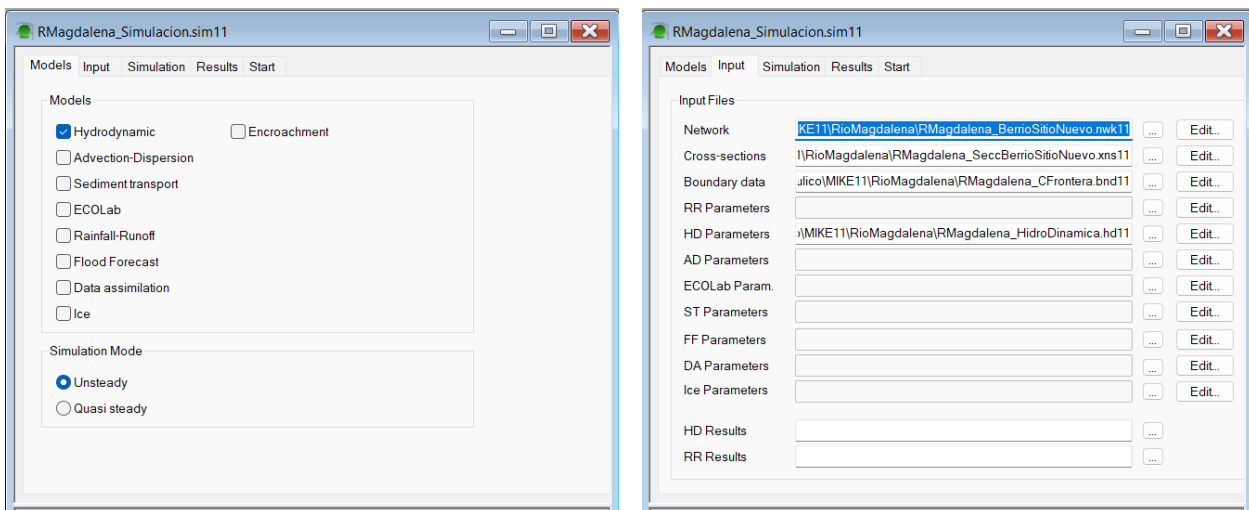 RMagdalena_Simulacion.sim11
Models Input Simulation Results Start
Models
Hydrodynamic Encroachment
Advection-Dispersion
Sediment transport
ECOLab
Rainfall-Runoff
Flood Forecast
Data assimilation
Ice
Simulation Mode
Unsteady
Quasi steady
RMagdalena_Simulacion.sim11
Models Input Simulation Results Start
Input Files
Network KE11\RioMagdalena\RMagdalena_BerrioSitioNuevo.nwk11 ... Edit...
Cross-sections 1\RioMagdalena\RMagdalena_SeccBerrioSitioNuevo.xns11 ... Edit...
Boundary data ulico\MIKE11\RioMagdalena\RMagdalena_CFrontera.bnd11 ... Edit...
RR Parameters ... Edit...
HD Parameters \MIKE11\RioMagdalena\RMagdalena_HidroDinamica.hd11 ... Edit...
AD Parameters ... Edit...
ECOLab Param. ... Edit...
ST Parameters ... Edit...
FF Parameters ... Edit...
DA Parameters ... Edit...
Ice Parameters ... Edit...
HD Results ...
RR Results ...